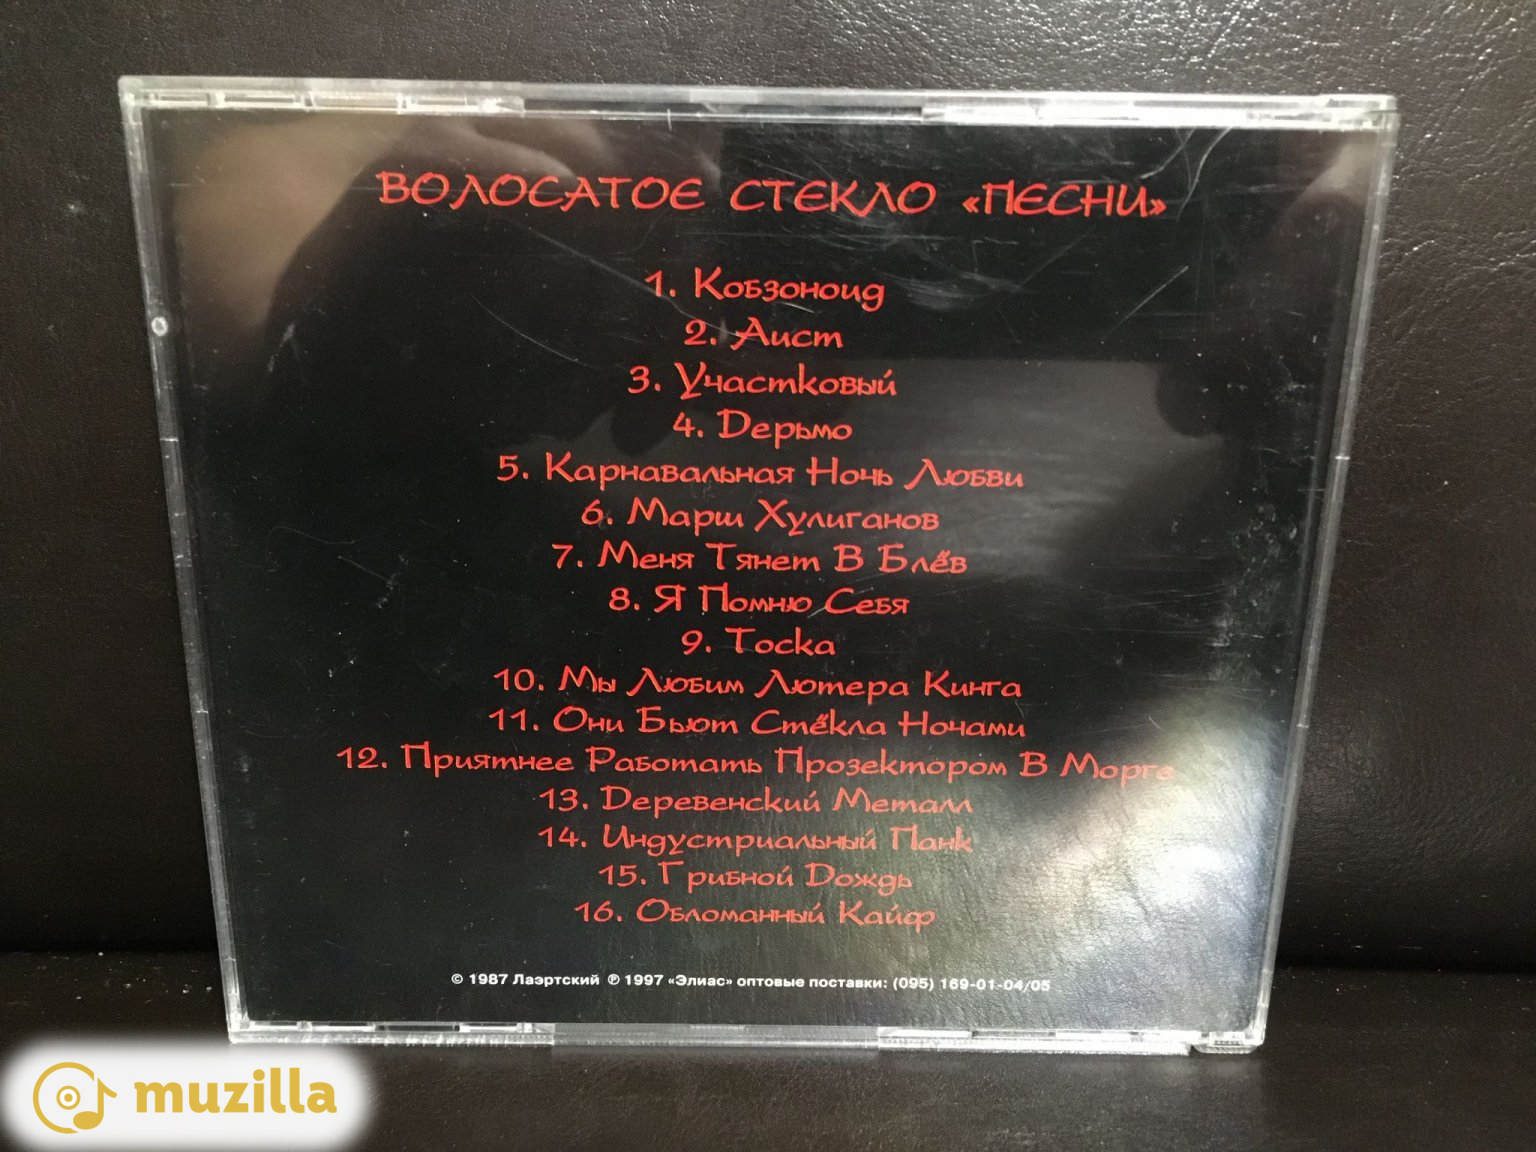 ВОЛОСАТОЕ СТЕКЛО «ПЕСНИ»
1. Кобзоноид
2. Аист
3. Участковый
4. Дерьмо
5. Карнавальная Ночь Любви
6. Марш Хулиганов
7. Меня Тянет В Блёв
8. Я Помню Себя
9. Тоска
10. Мы Любим Лютера Кинга
11. Они Бьют Стёкла Ночами
12. Приятнее Работать Прозектором В Морге
13. Деревенский Металл
14. Индустриальный Панк
15. Грибной Дождь
16. Обломанный Кайф
© 1987 Лаэртский ℗ 1997 «Элиас» оптовые поставки: (095) 169-01-04/05
muzilla